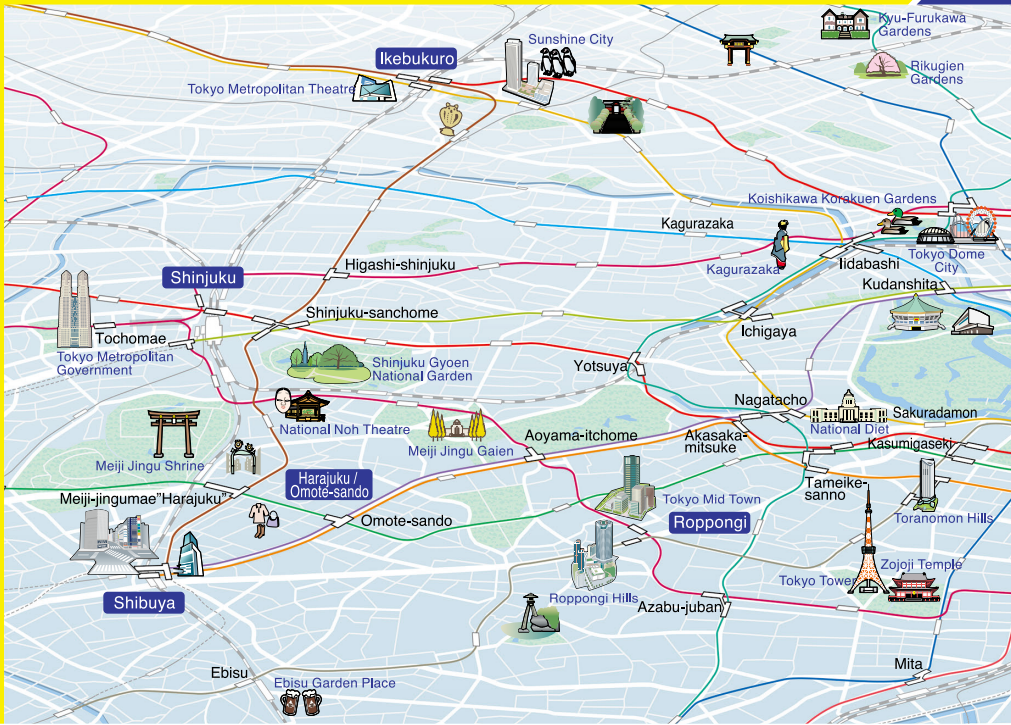 Kyu-Furukawa
Gardens
Sunshine City
Ikebukuro
Rikugien
Gardens
Tokyo Metropolitan Theatre
Koishikawa Korakuen Gardens
Kagurazaka
Kagurazaka
Iidabashi
Tokyo Dome
City
Higashi-shinjuku
Shinjuku
Kudanshita
Shinjuku-sanchome
Ichigaya
Tochomae
Tokyo Metropolitan
Government
Shinjuku Gyoen
National Garden
Yotsuya
Nagatacho
National Diet
Sakuradamon
National Noh Theatre
Meiji Jingu Gaien
Aoyama-itchome
Akasaka-
mitsuke
Kasumigaseki
Meiji Jingu Shrine
Harajuku /
Omote-sando
Tameike-
sanno
Meiji-jingumae"Harajuku"
Omote-sando
Tokyo Mid Town
Roppongi
Toranomon Hills
Shibuya
Roppongi Hills
Azabu-juban
Tokyo Tower
Zojoji Temple
Ebisu
Ebisu Garden Place
Mita